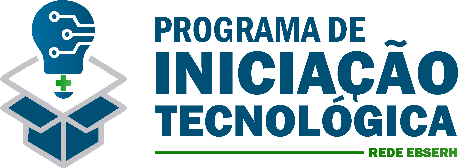 PROGRAMA DE
INICIAÇÃO
TECNOLÓGICA
REDE EBSERH